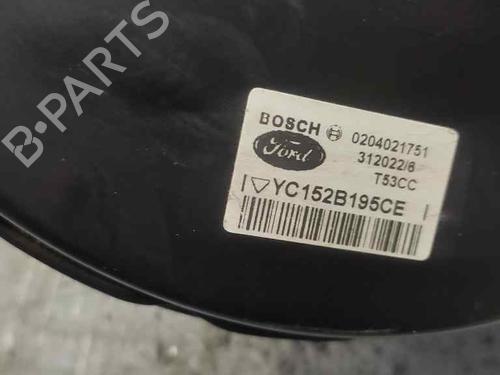 B-PARTS
BOSCH 0204021751
Ford 312022/6
T53CC
YC152B195CE